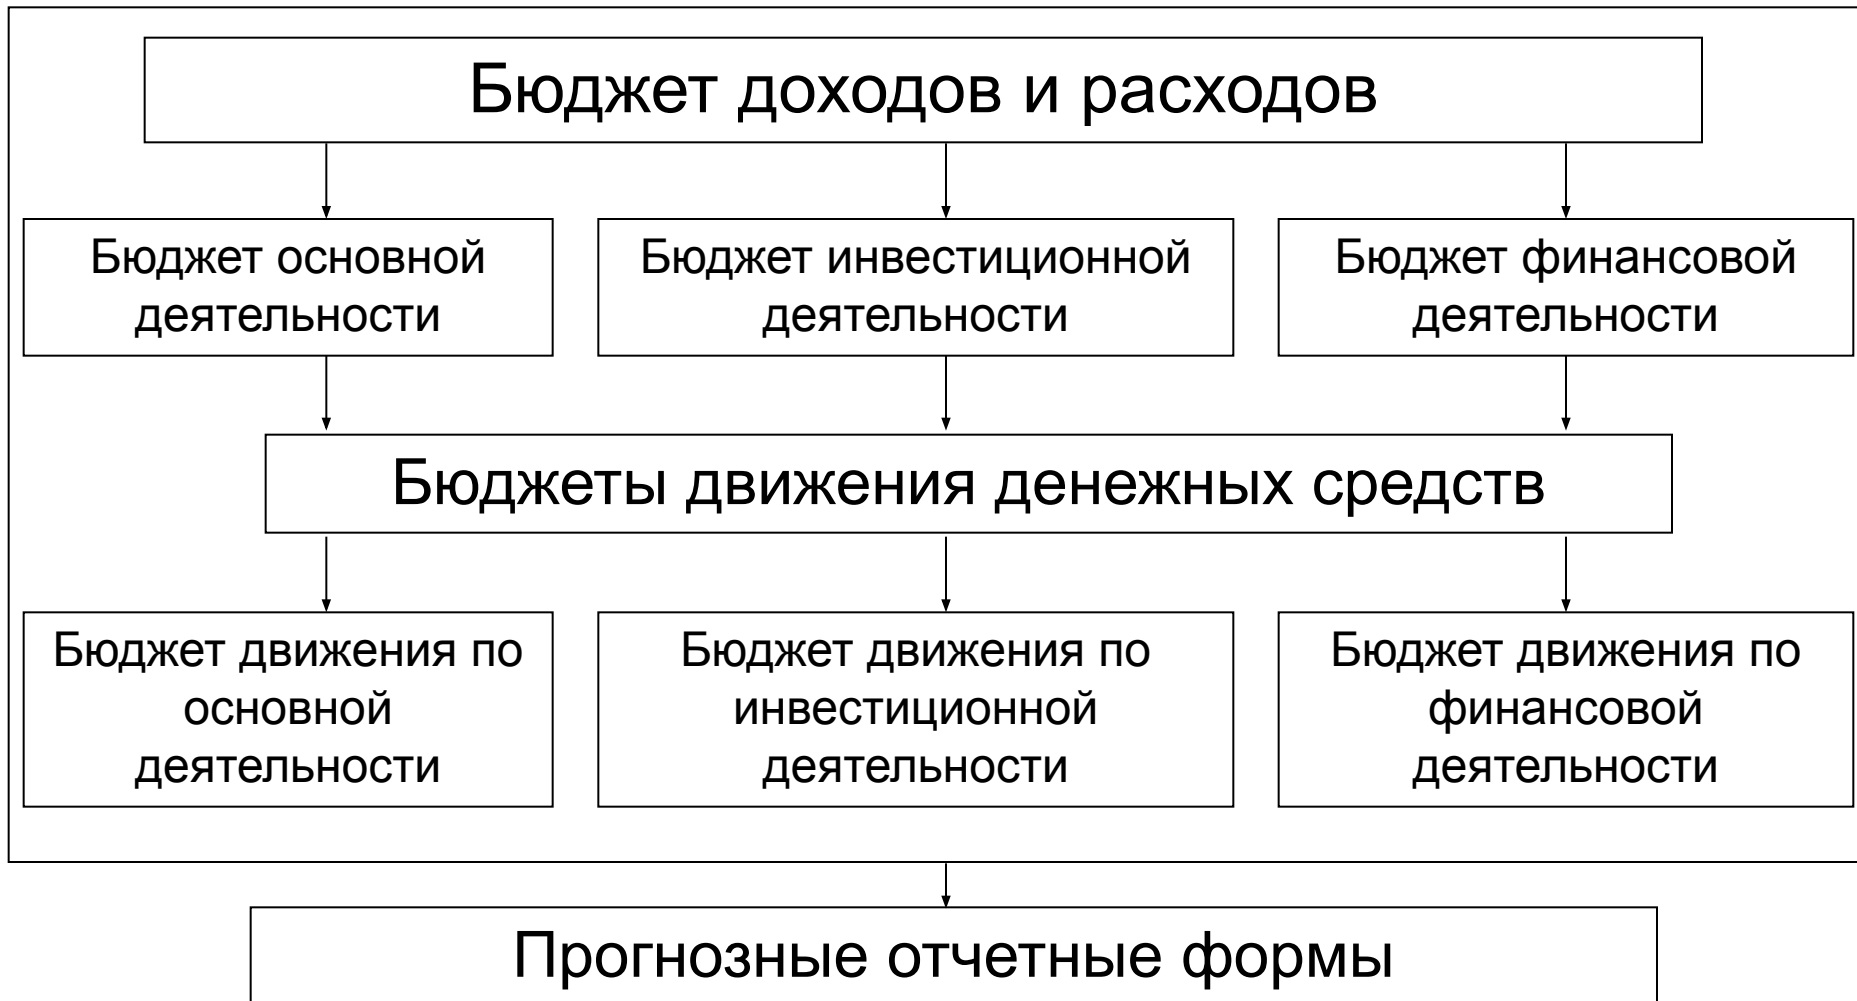 Бюджет доходов и расходов
Бюджет основной
деятельности
Бюджет инвестиционной
деятельности
Бюджет финансовой
деятельности
Бюджеты движения денежных средств
Бюджет движения по
основной
деятельности
Бюджет движения по
инвестиционной
деятельности
Бюджет движения по
финансовой
деятельности
Прогнозные отчетные формы